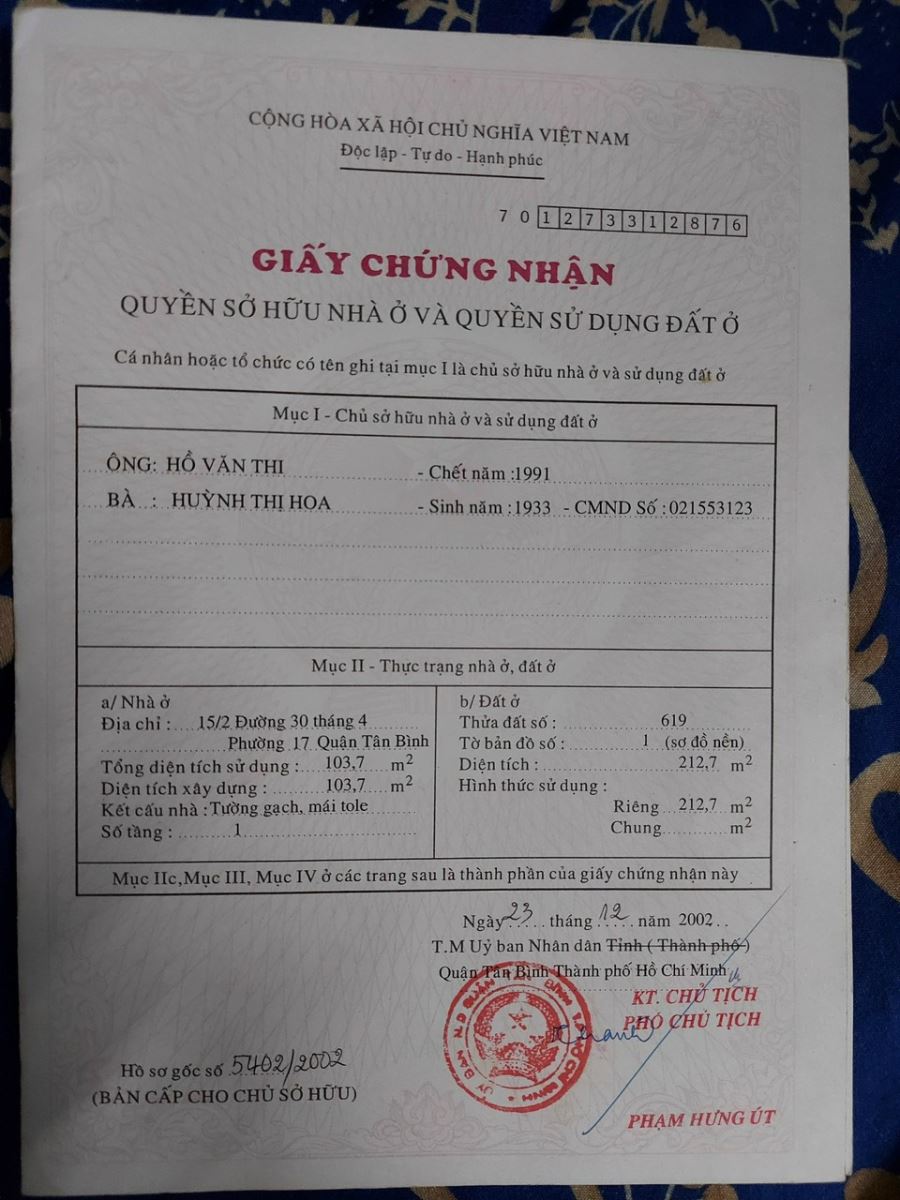 CỘNG HÒA XÃ HỘI CHỦ NGHĨA VIỆT NAM
Độc lập - Tự do - Hạnh phúc
7 0 1 2 7 3 3 1 2 8 7 6
GIẤY CHỨNG NHẬN
QUYỀN SỞ HỮU NHÀ Ở VÀ QUYỀN SỬ DỤNG ĐẤT Ở
Cá nhân hoặc tổ chức có tên ghi tại mục I là chủ sở hữu nhà ở và sử dụng đất ở
Mục I - Chủ sở hữu nhà ở và sử dụng đất ở
ÔNG: HỒ VĂN THI - Chết năm :1991
BÀ : HUỲNH THỊ HOA - Sinh năm :1933 - CMND Số :021553123
Mục II - Thực trạng nhà ở, đất ở
a/ Nhà ở
Địa chỉ : 15/2 Đường 30 tháng 4
Phường 17 Quận Tân Bình
Tổng diện tích sử dụng : 103,7 m2
Diện tích xây dựng : 103,7 m2
Kết cấu nhà : Tường gạch, mái tole
Số tầng : 1
b/ Đất ở
Thửa đất số : 619
Tờ bản đồ số : 1 (sơ đồ nền)
Diện tích : 212,7 m2
Hình thức sử dụng :
Riêng 212,7 m2
Chung m2
Mục IIc,Mục III, Mục IV ở các trang sau là thành phần của giấy chứng nhận này
Ngày 23 tháng 12 năm 2002
T.M Uỷ ban Nhân dân Tỉnh ( Thành phố )
Quận Tân Bình Thành phố Hồ Chí Minh
KT. CHỦ TỊCH
PHÓ CHỦ TỊCH
Hồ sơ gốc số 5402/2002
(BẢN CẤP CHO CHỦ SỞ HỮU)
PHẠM HƯNG ÚT